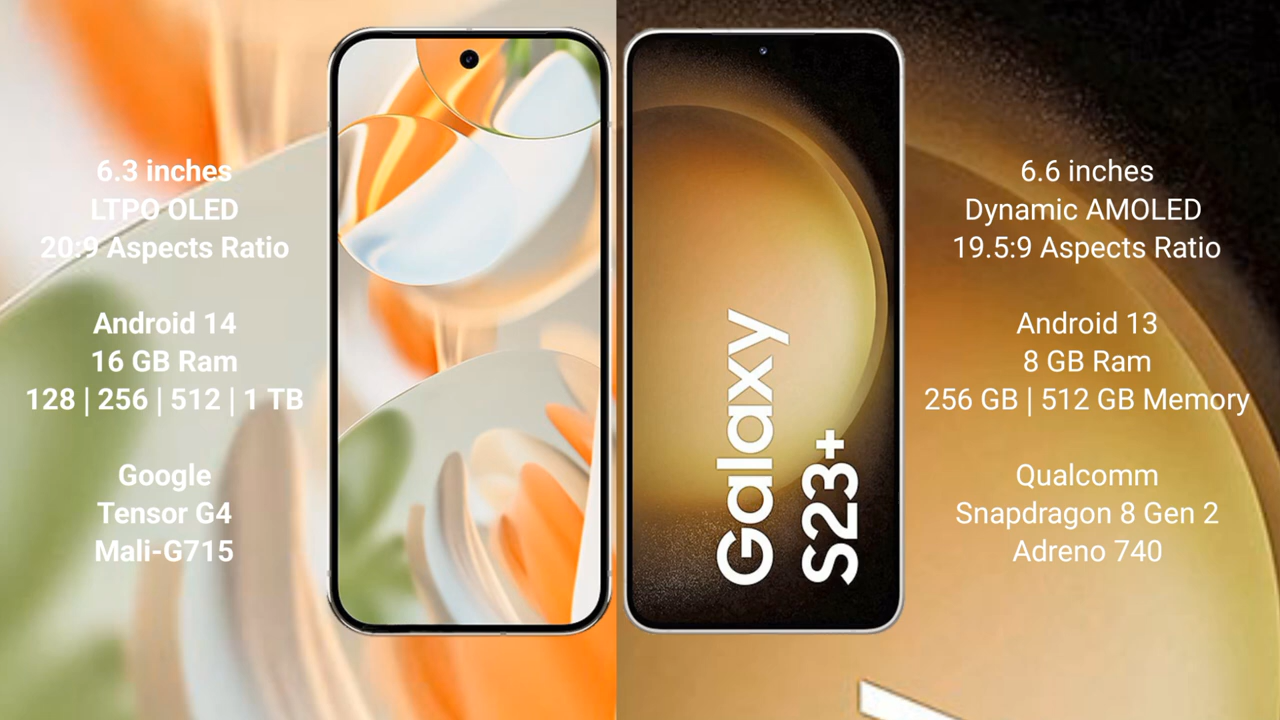 6.3 inches
LTPO OLED
20:9 Aspects Ratio
Android 14
16 GB Ram
128 | 256 | 512 | 1 TB
Google
Tensor G4
Mali-G715
Galaxy
S23+
6.6 inches
Dynamic AMOLED
19.5:9 Aspects Ratio
Android 13
8 GB Ram
256 GB | 512 GB Memory
Qualcomm
Snapdragon 8 Gen 2
Adreno 740